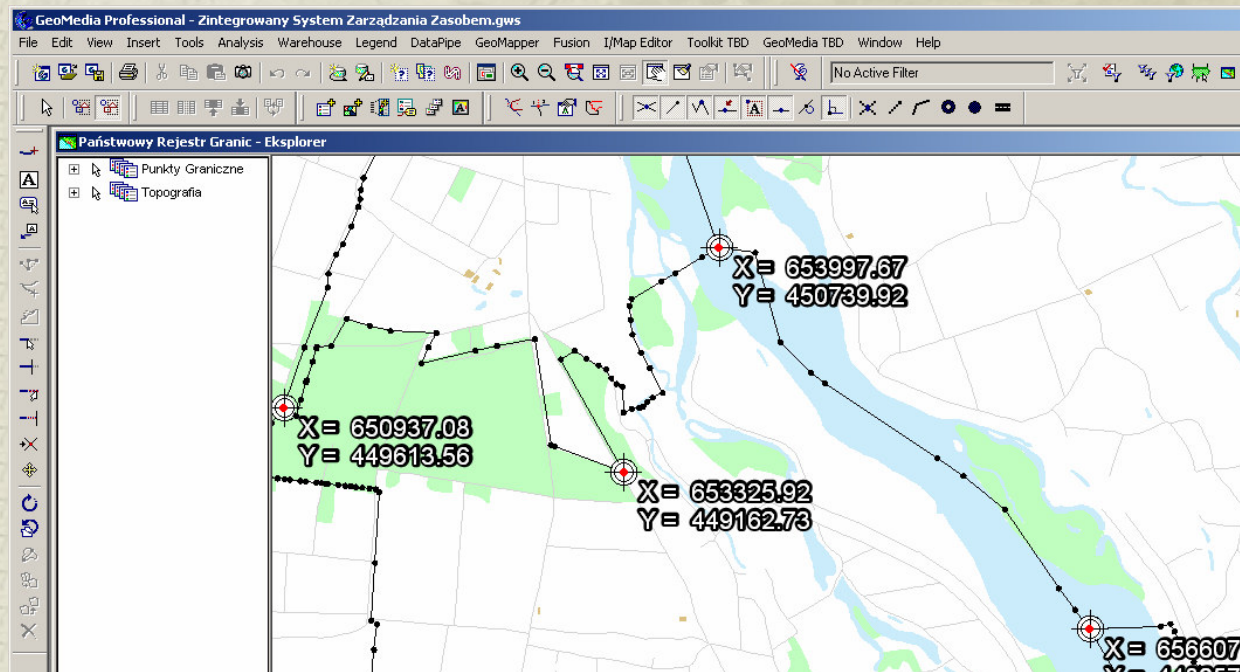 GeoMedia Professional - Zintegrowany System Zarządzania Zasobem.gws
File Edit View Insert Tools Analysis Warehouse Legend DataPipe GeoMapper Fusion I/Map Editor Toolkit TBD GeoMedia TBD Window Help
No Active Filter
Państwowy Rejestr Granic - Eksplorer
Punkty Graniczne
Topografia
X = 653997.67
Y = 450739.92
X = 650937.08
Y = 449613.56
X = 653325.92
Y = 449162.73
X = 656607